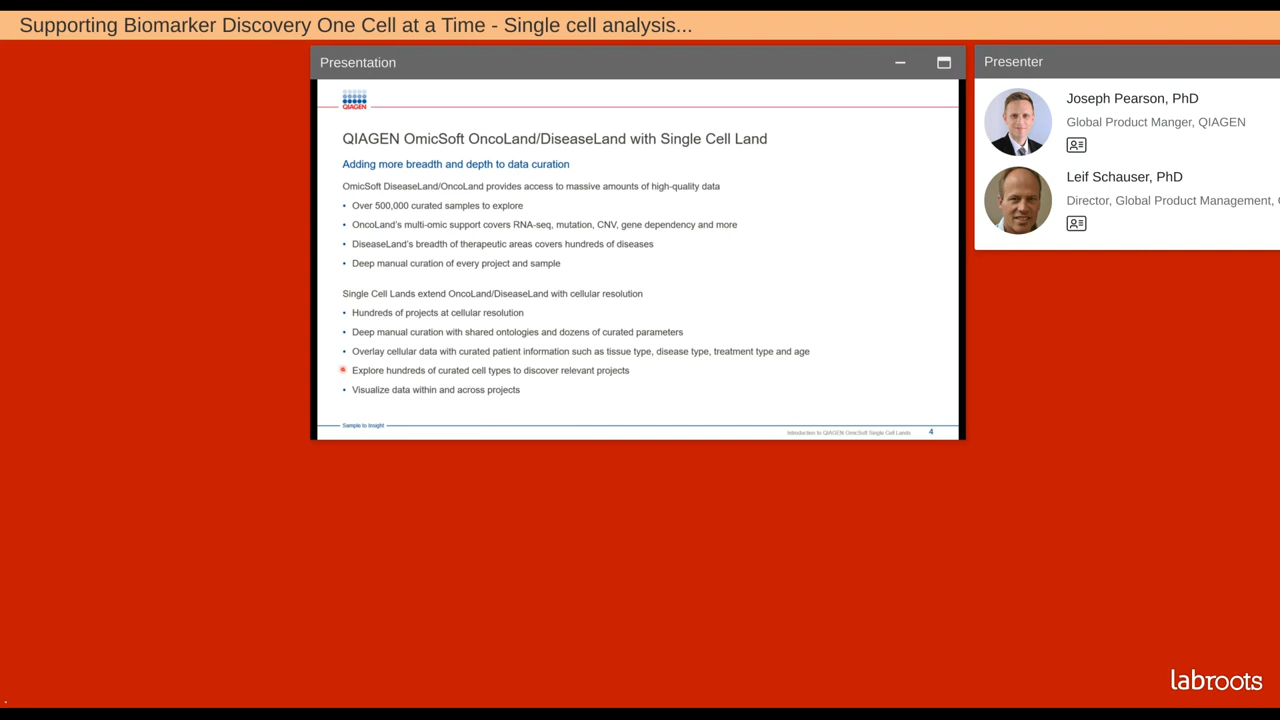 Supporting Biomarker Discovery One Cell at a Time - Single cell analysis...
Presentation
QIAGEN
QIAGEN OmicSoft OncoLand/DiseaseLand with Single Cell Land
Adding more breadth and depth to data curation
OmicSoft DiseaseLand/OncoLand provides access to massive amounts of high-quality data
• Over 500,000 curated samples to explore
• OncoLand's multi-omic support covers RNA-seq, mutation, CNV, gene dependency and more
• DiseaseLand's breadth of therapeutic areas covers hundreds of diseases
• Deep manual curation of every project and sample
Single Cell Lands extend OncoLand/DiseaseLand with cellular resolution
• Hundreds of projects at cellular resolution
• Deep manual curation with shared ontologies and dozens of curated parameters
• Overlay cellular data with curated patient information such as tissue type, disease type, treatment type and age
Explore hundreds of curated cell types to discover relevant projects
• Visualize data within and across projects
Sample to Insight
Introduction to QIAGEN OmicSoft Single Cell Lands 4
Presenter
Joseph Pearson, PhD
Global Product Manger, QIAGEN
Leif Schauser, PhD
Director, Global Product Management,
labroots